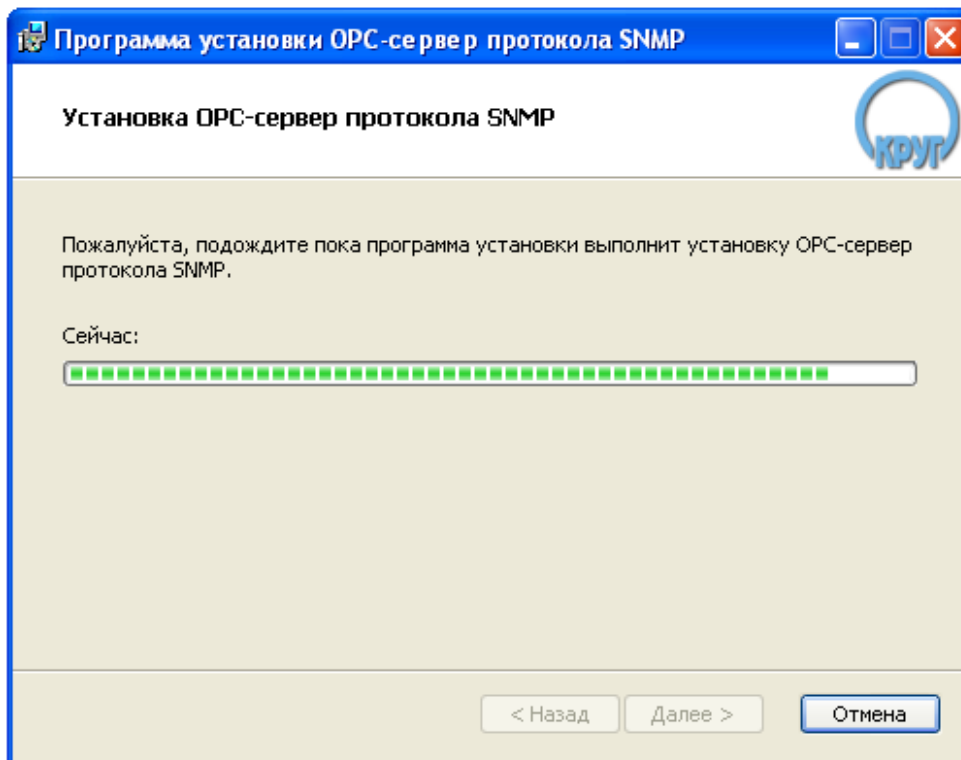 Программа установки OPC-сервер протокола SNMP
Установка OPC-сервер протокола SNMP
КРУГ
Пожалуйста, подождите пока программа установки выполнит установку OPC-сервер
протокола SNMP.
Сейчас:
< Назад
Далее >
Отмена